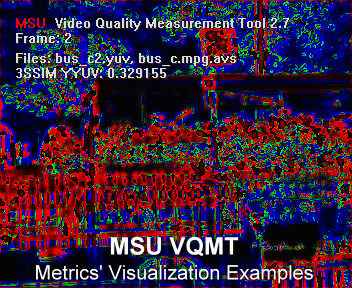 MSU Video Quality Measurement Tool 2.7
Frame: 2
Files: bus_c2.yuv, bus_c.mpg.avs
3SSIM YYUV: 0.329155
MSU VQMT
Metrics' Visualization Examples